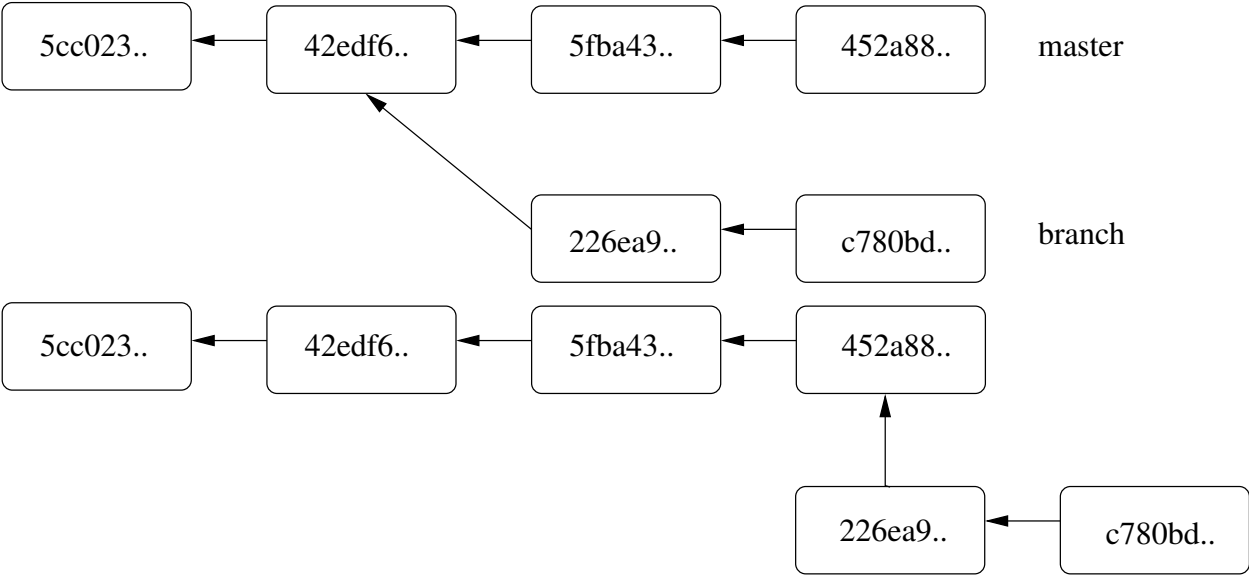 5cc023.. 42edf6.. 5fba43.. 452a88.. master
226ea9.. c780bd.. branch
5cc023.. 42edf6.. 5fba43.. 452a88..
226ea9.. c780bd..